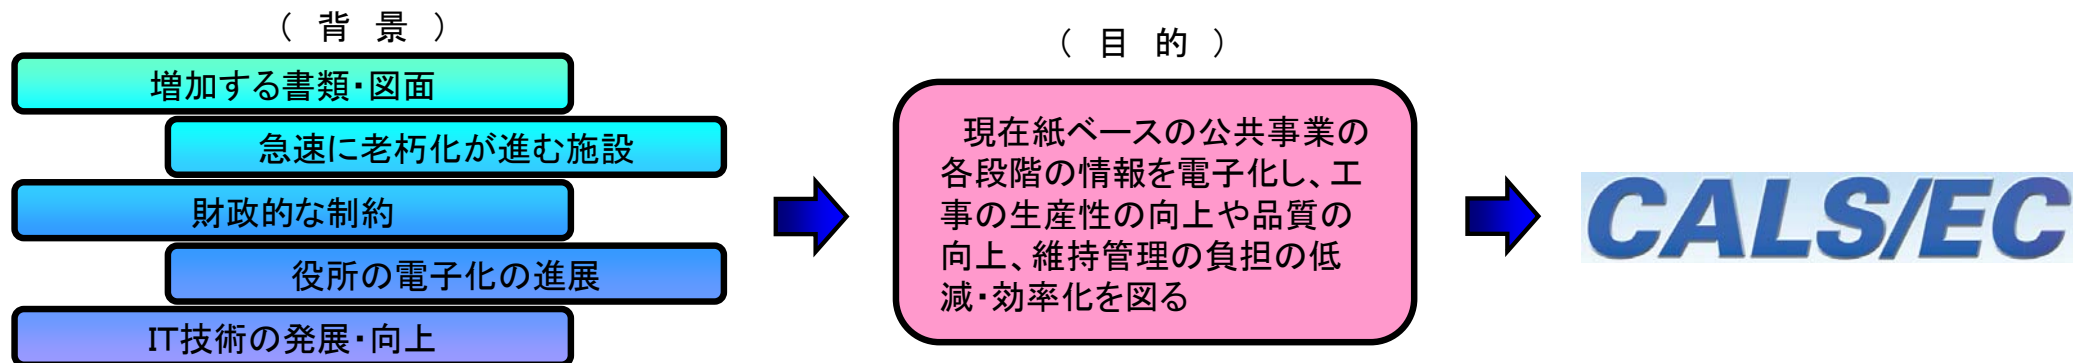 （ 背 景 ）
増加する書類・図面
急速に老朽化が進む施設
財政的な制約
役所の電子化の進展
IT技術の発展・向上
（ 目 的 ）
現在紙ベースの公共事業の
各段階の情報を電子化し、工
事の生産性の向上や品質の
向上、維持管理の負担の低
減・効率化を図る
CALS/EC